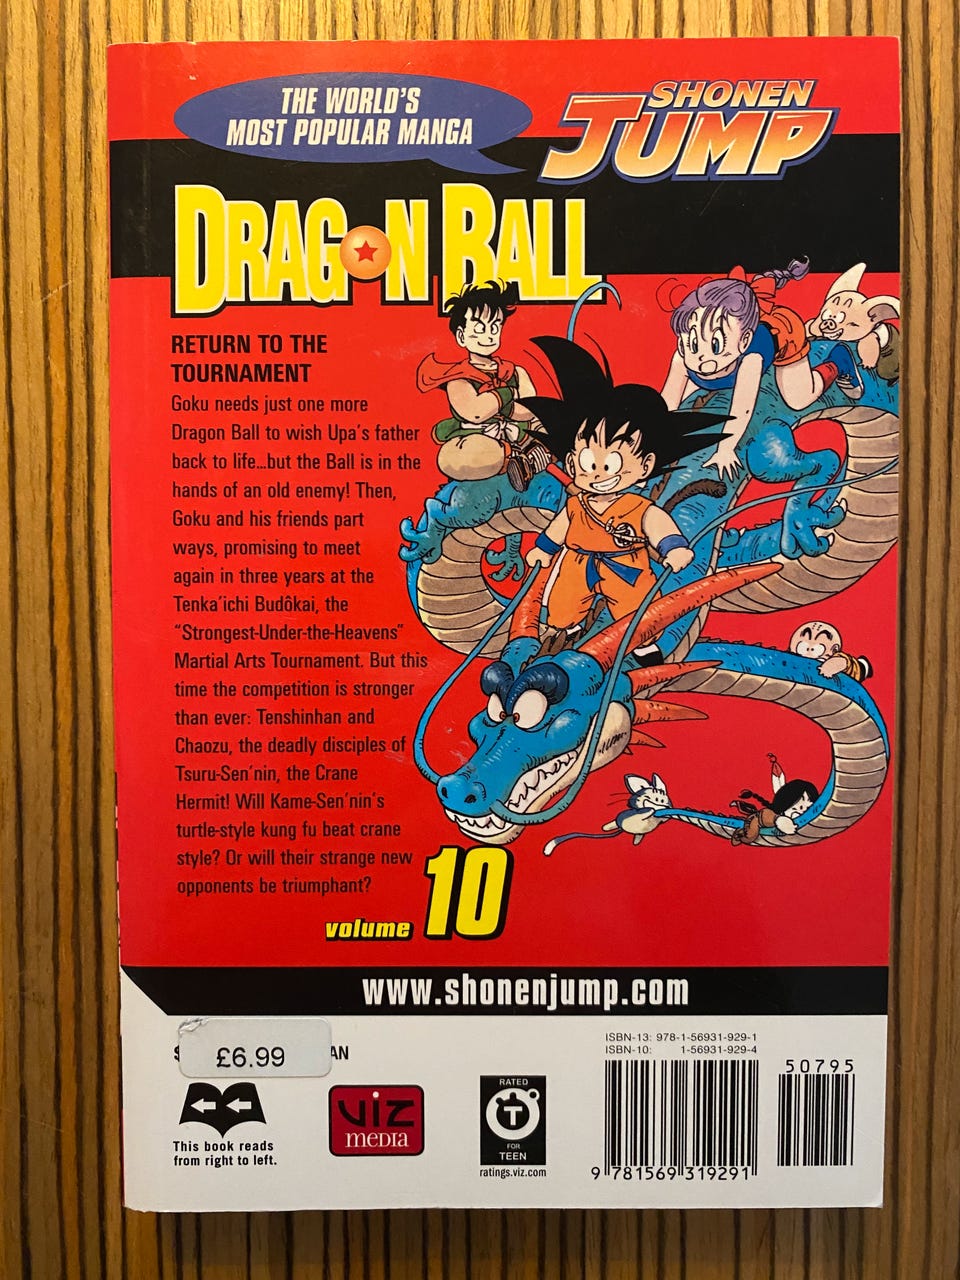 THE WORLD'S
MOST POPULAR MANGA
SHONEN
JUMP
DRAGON BALL
RETURN TO THE
TOURNAMENT
Goku needs just one more
Dragon Ball to wish Upa's father
back to life...but the Ball is in the
hands of an old enemy! Then,
Goku and his friends part
ways, promising to meet
again in three years at the
Tenka'ichi Budôkai, the
"Strongest-Under-the-Heavens"
Martial Arts Tournament. But this
time the competition is stronger
than ever: Tenshinhan and
Chaozu, the deadly disciples of
Tsuru-Sen'nin, the Crane
Hermit! Will Kame-Sen'nin's
turtle-style kung fu beat crane
style? Or will their strange new
opponents be triumphant?
volume 10
www.shonenjump.com
£6.99
AN
This book reads
from right to left.
VIZ
MEDIA
RATED
T
FOR
TEEN
ratings.viz.com
ISBN-13: 978-1-56931-929-1
ISBN-10: 1-56931-929-4
50795
9 781569 319291